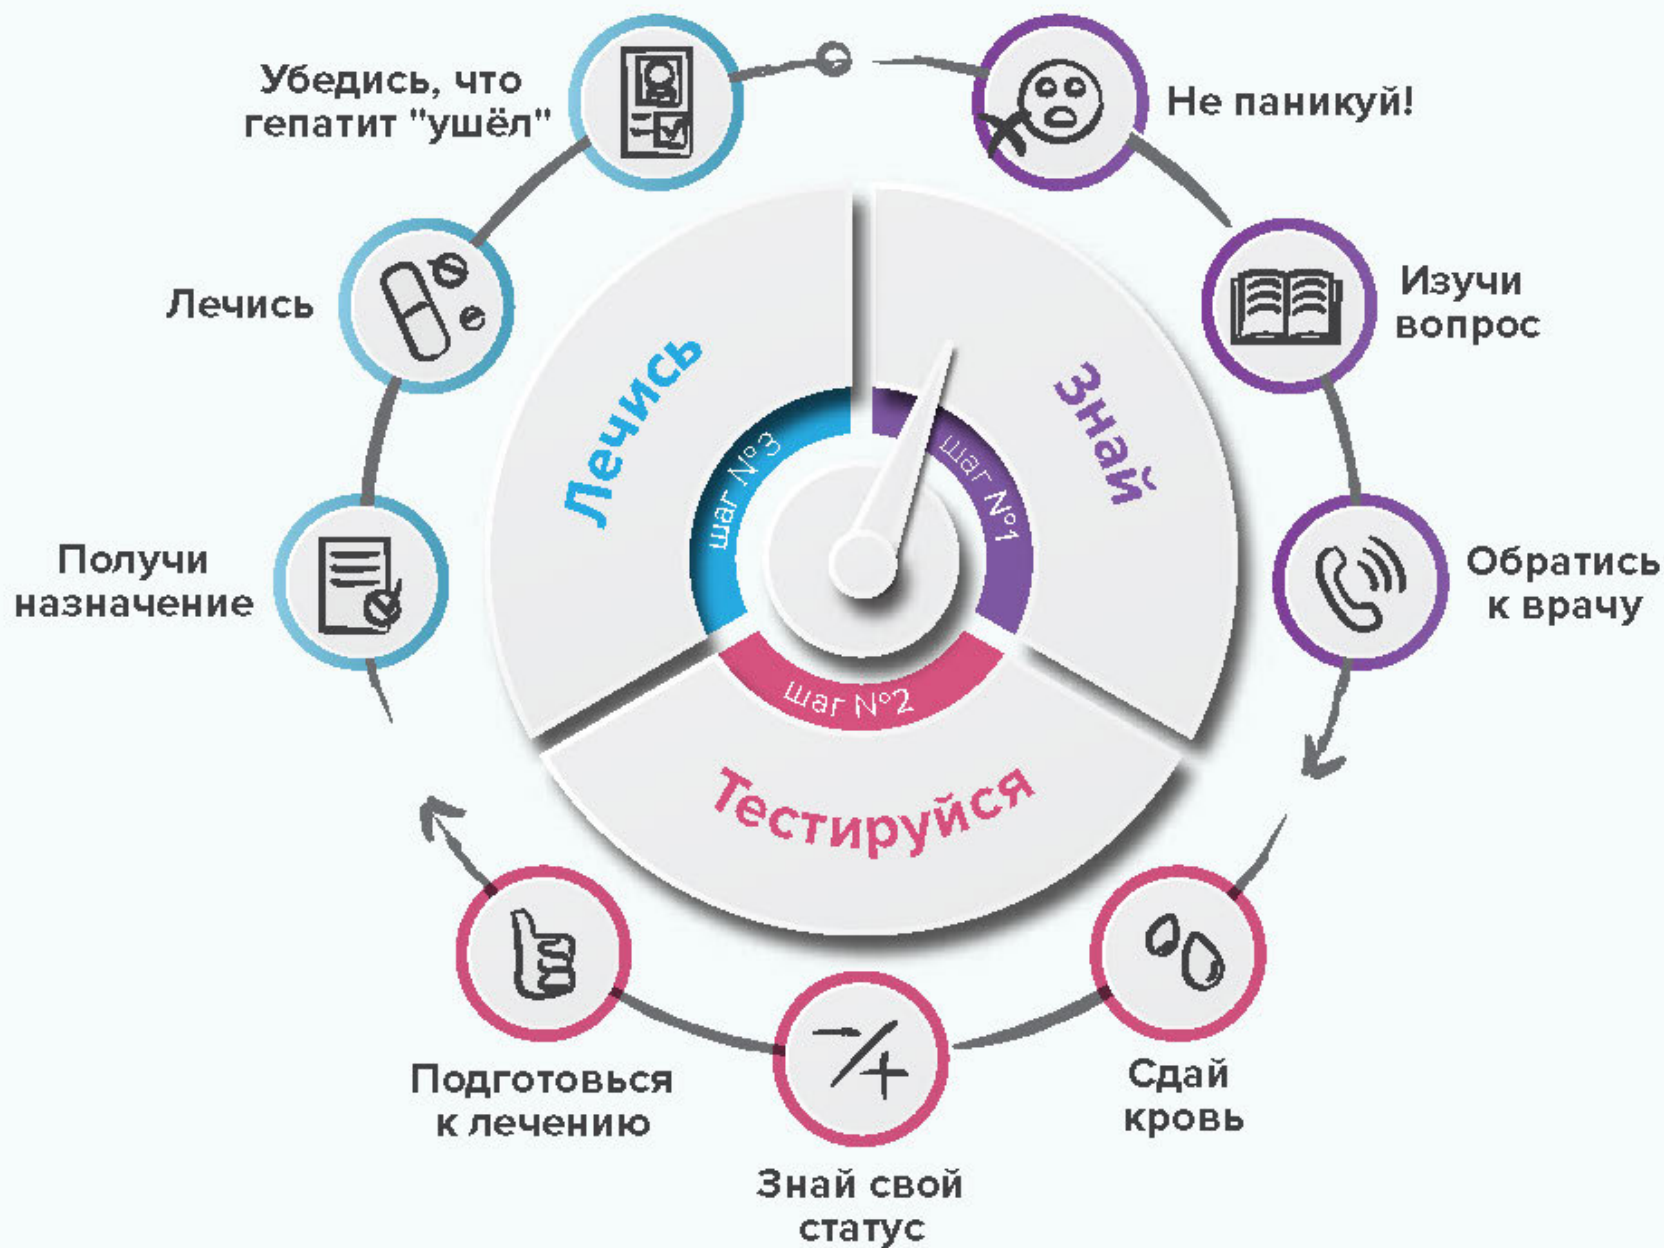 Убедись, что
гепатит "ушёл"
Не паникуй!
Изучи
вопрос
Лечись
Обратись
к врачу
Получи
назначение
Лечись
шаг №3
Знай
шаг №1
шаг №2
Тестируйся
Сдай
кровь
Знай свой
статус
Подготовься
к лечению